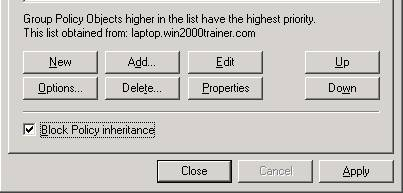 Group Policy Objects higher in the list have the highest priority.
This list obtained from: laptop.win2000trainer.com
New Add... Edit Up
Options... Delete... Properties Down
Block Policy inheritance
Close Cancel Apply